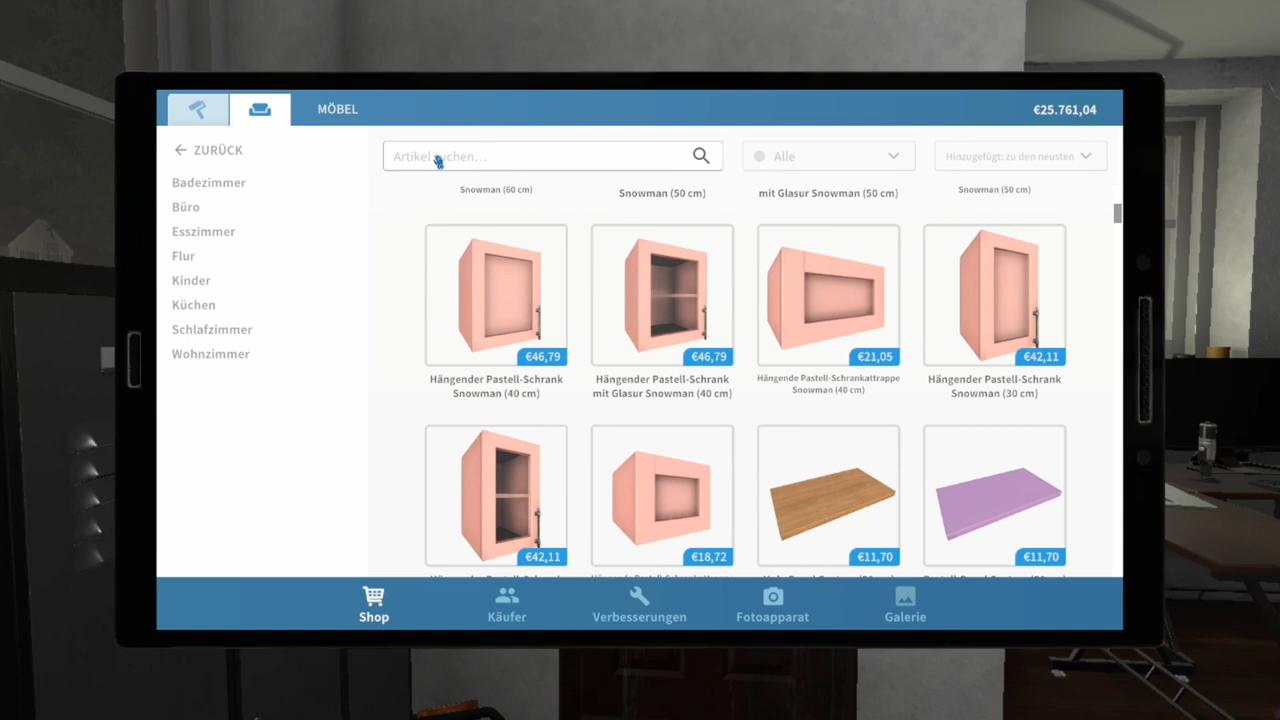 MÖBEL
€25.761,04
ZURÜCK
Artikel suchen...
Alle
Hinzugefügt: zu den neusten
Badezimmer
Büro
Esszimmer
Flur
Kinder
Küchen
Schlafzimmer
Wohnzimmer
Snowman (60 cm)
Snowman (50 cm)
mit Glasur Snowman (50 cm)
Snowman (50 cm)
€46,79
€46,79
€21,05
€42,11
Hängender Pastell-Schrank
Snowman (40 cm)
Hängender Pastell-Schrank
mit Glasur Snowman (40 cm)
Hängende Pastell-Schrankattrappe
Snowman (40 cm)
Hängender Pastell-Schrank
Snowman (30 cm)
€42,11
€18,72
€11,70
€11,70
Shop
Käufer
Verbesserungen
Fotoapparat
Galerie